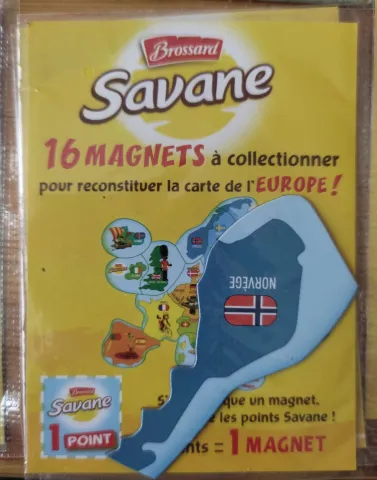 Brossard
Savane
16 MAGNETS à collectionner
pour reconstituer la carte de l'EUROPE !
NORVÈGE
que un magnet,
les points Savane !
Brossard
Savane
1 POINT
= 1 MAGNET